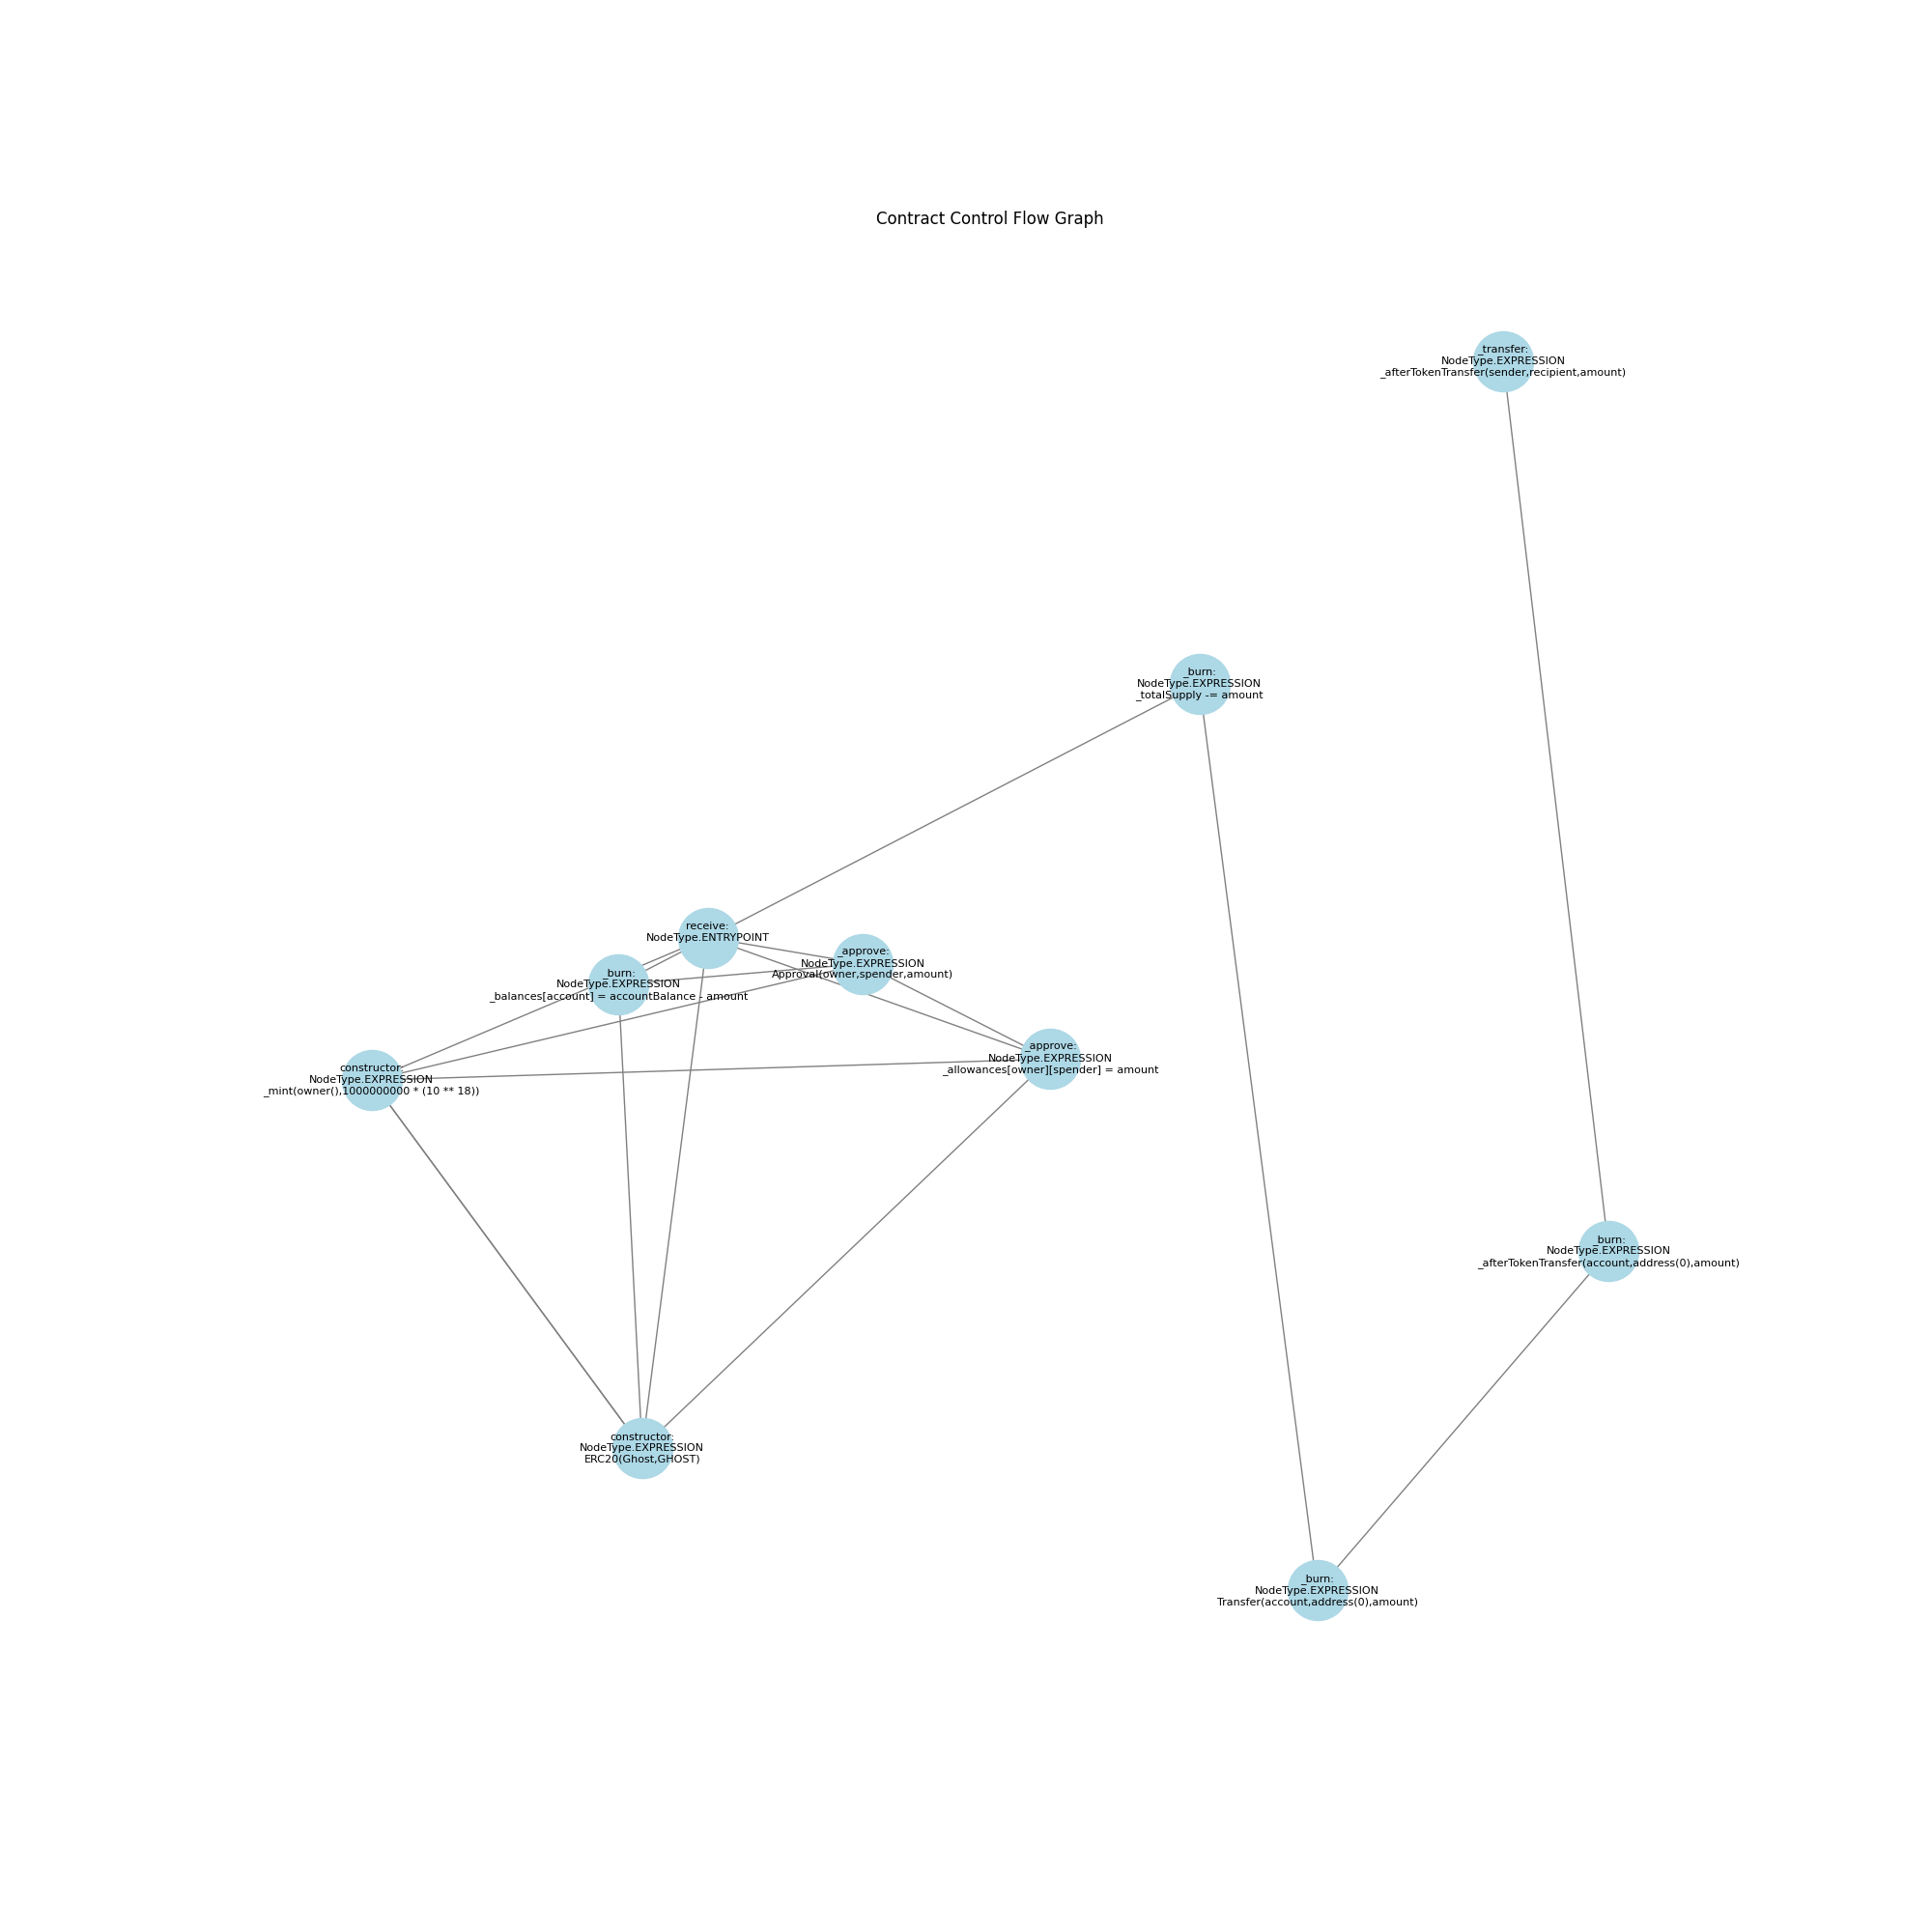 Contract Control Flow Graph
_transfer:
NodeType.EXPRESSION
_afterTokenTransfer(sender,recipient,amount)
_burn:
NodeType.EXPRESSION
_totalSupply -= amount
receive:
NodeType.ENTRYPOINT
_approve:
NodeType.EXPRESSION
Approval(owner,spender,amount)
_burn:
NodeType.EXPRESSION
_balances[account] = accountBalance - amount
_approve:
NodeType.EXPRESSION
_allowances[owner][spender] = amount
constructor:
NodeType.EXPRESSION
_mint(owner(),1000000000 * (10 ** 18))
_burn:
NodeType.EXPRESSION
_afterTokenTransfer(account,address(0),amount)
constructor:
NodeType.EXPRESSION
ERC20(Ghost,GHOST)
_burn:
NodeType.EXPRESSION
Transfer(account,address(0),amount)